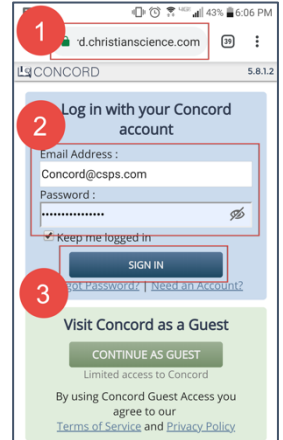 43% 6:06 PM
1
d.christianscience.com 39
CONCORD 5.8.1.2
Log in with your Concord
account
2
Email Address :
Concord@csps.com
Password :
••••••••••••••••
Keep me logged in
SIGN IN
3
got Password? | Need an Account?
Visit Concord as a Guest
CONTINUE AS GUEST
Limited access to Concord
By using Concord Guest Access you
agree to our
Terms of Service and Privacy Policy